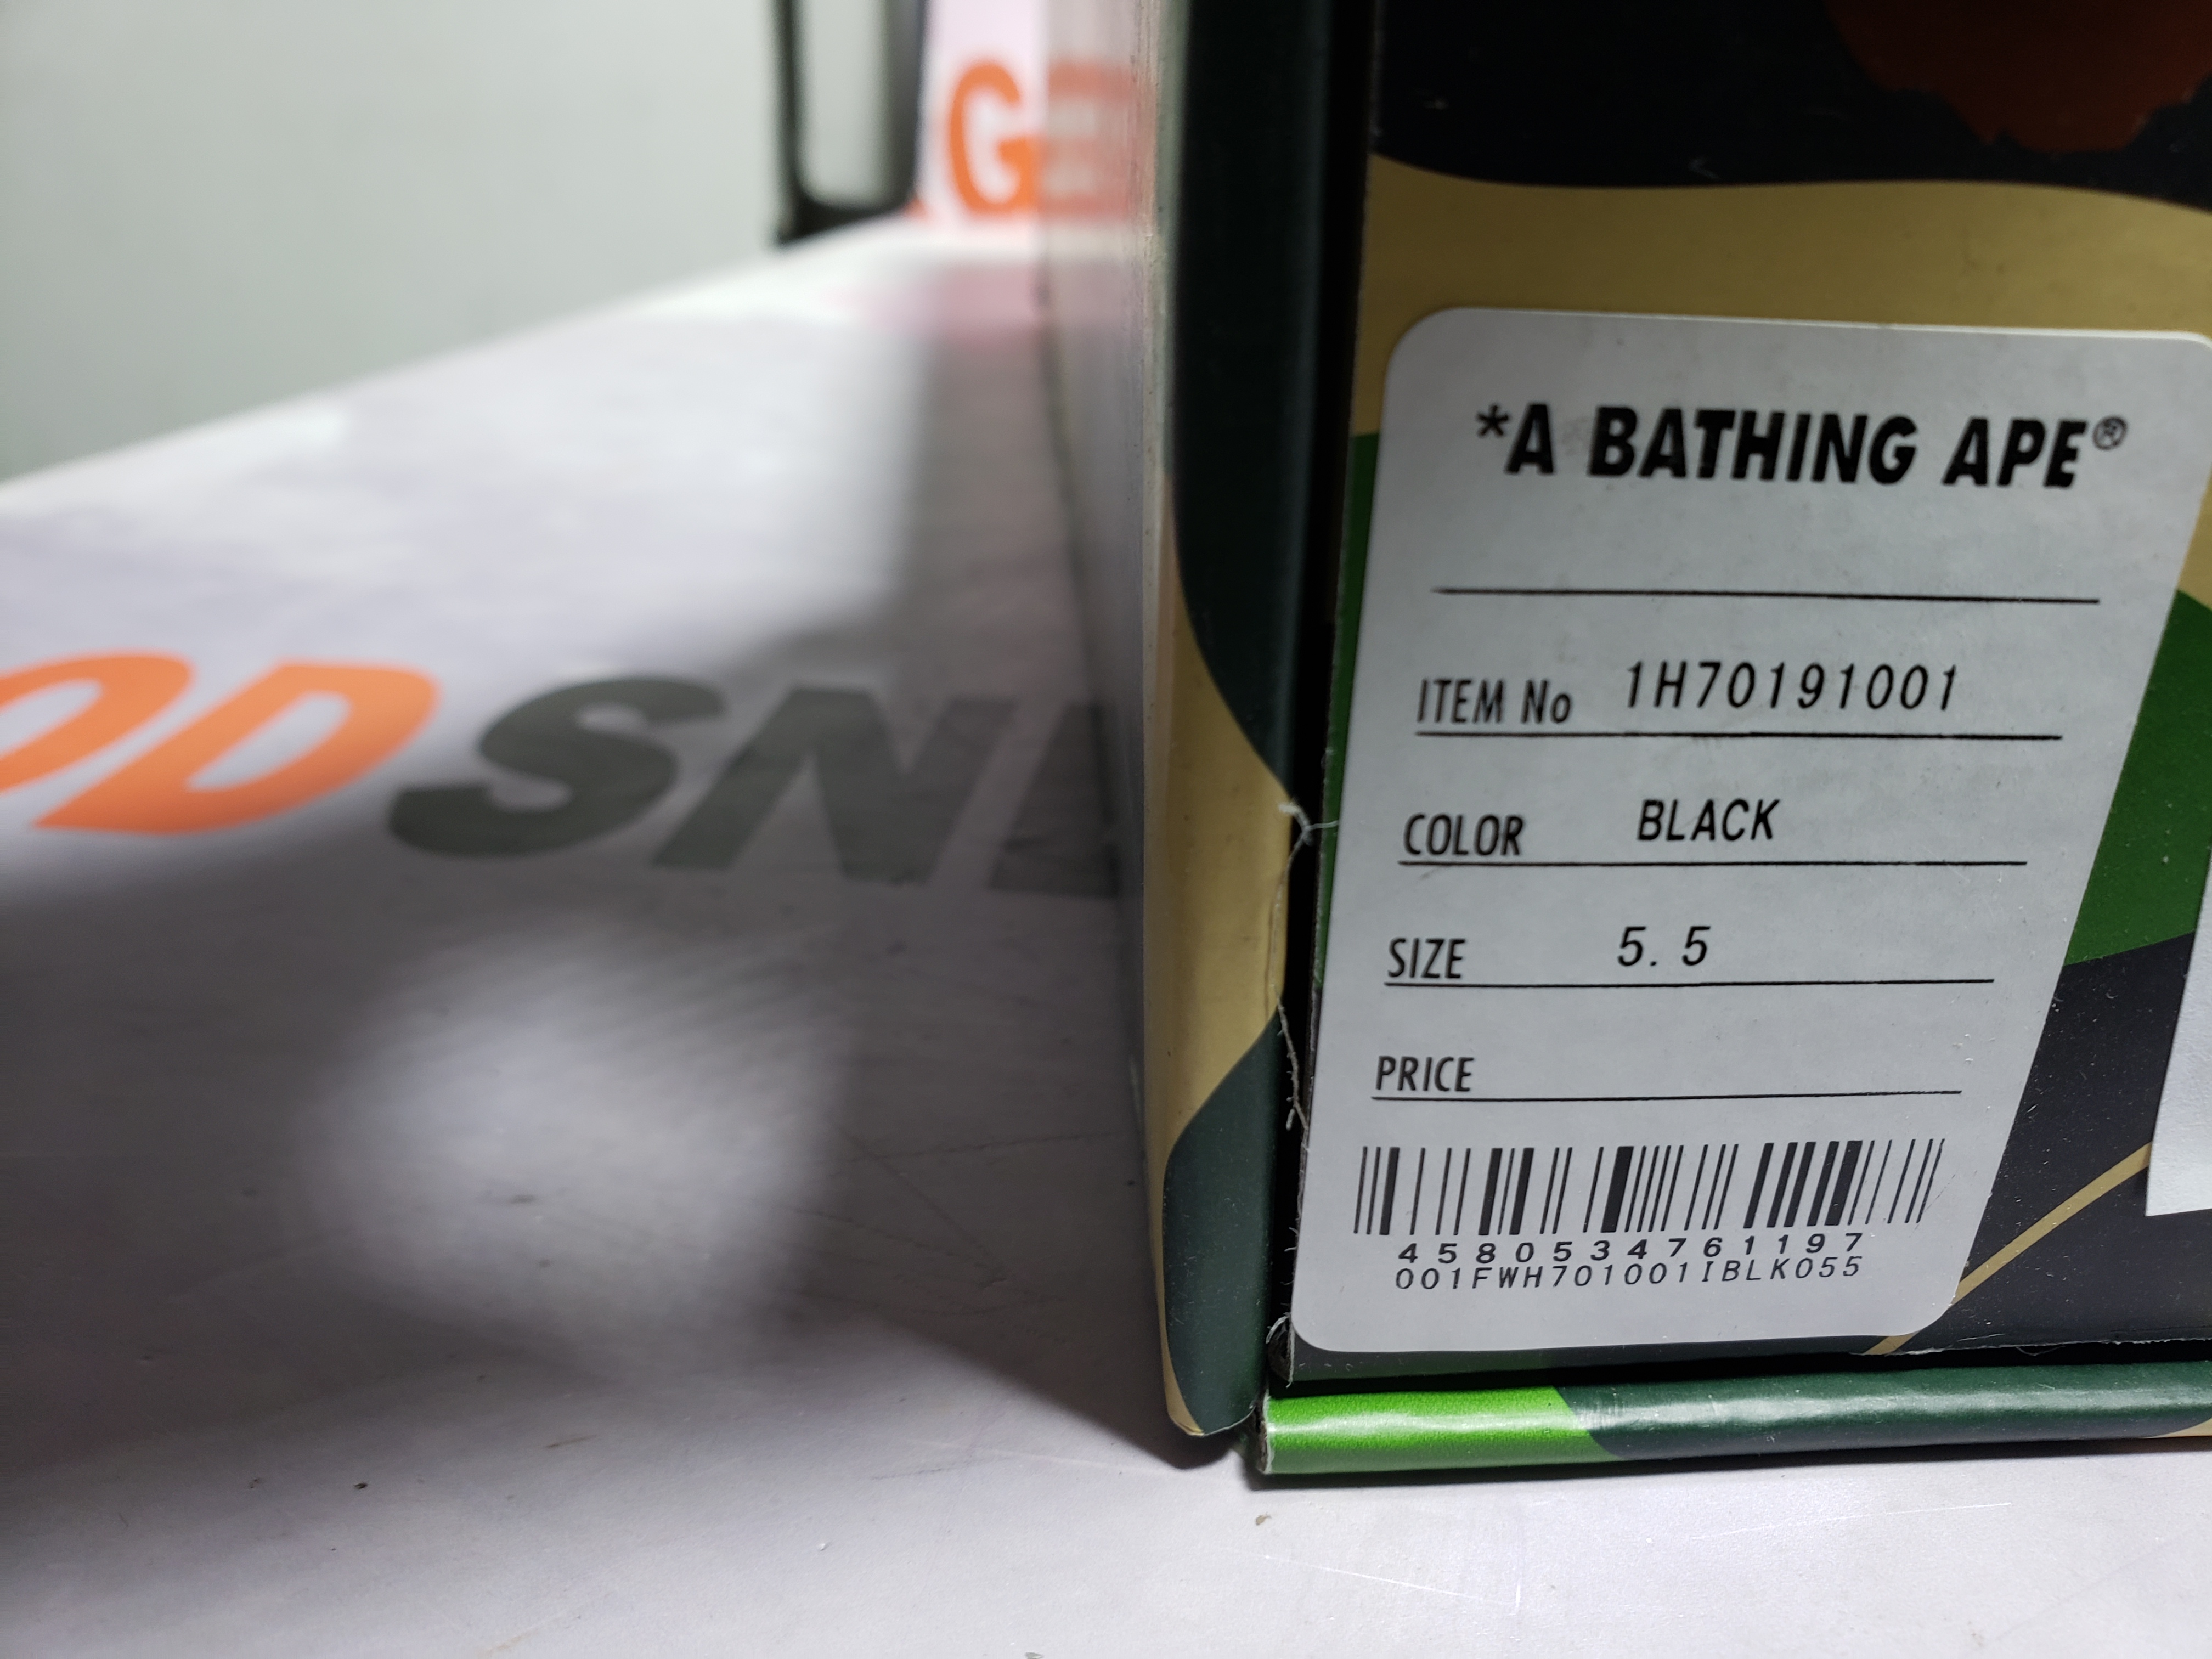 *A BATHING APE®
ITEM No 1H70191001
COLOR BLACK
SIZE 5.5
PRICE
4580534761197
001FWH701001IBLK055